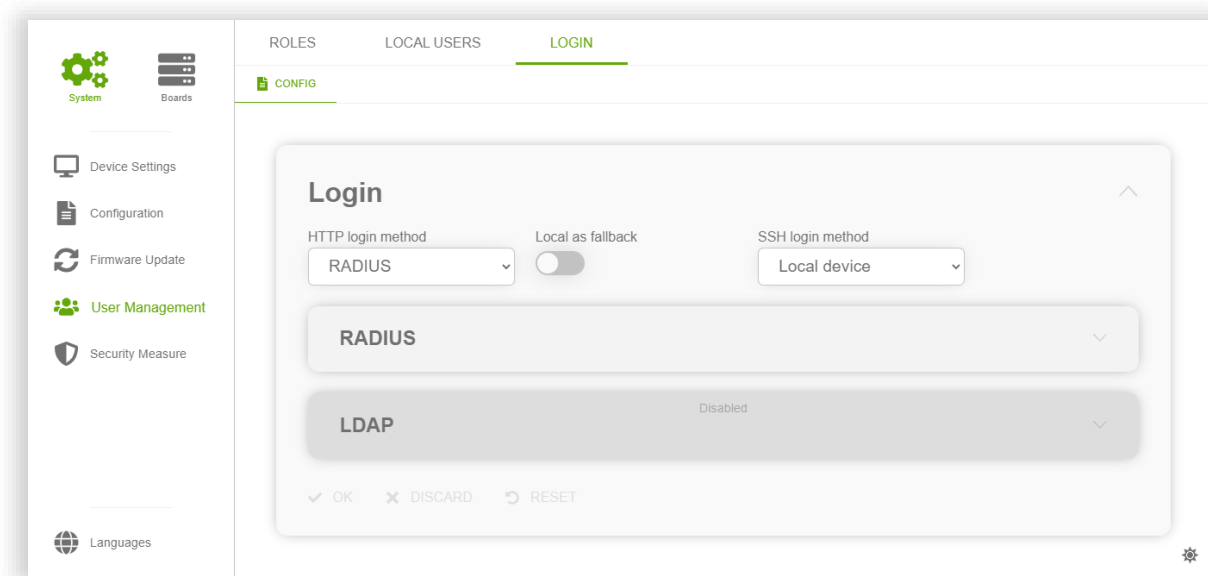 ROLES LOCAL USERS LOGIN
System Boards
CONFIG
Device Settings
Configuration
Firmware Update
User Management
Security Measure
Languages
Login
HTTP login method Local as fallback SSH login method
RADIUS Local device
RADIUS
Disabled
LDAP
OK DISCARD RESET